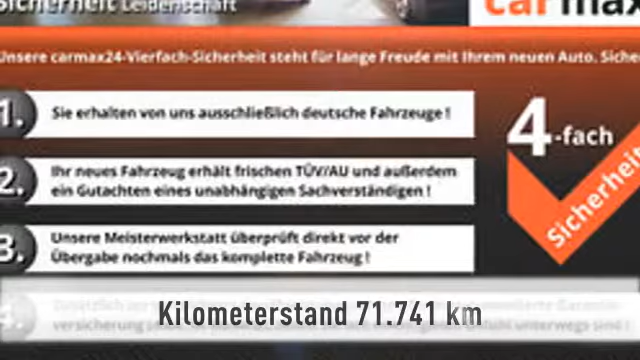 Sicherheit Leidenschaft
carmax
Unsere carmax24-Vierfach-Sicherheit steht für lange Freude mit Ihrem neuen Auto. Siche
1. Sie erhalten von uns ausschließlich deutsche Fahrzeuge !
4-fach
Sicherheit
2. Ihr neues Fahrzeug erhält frischen TÜV/AU und außerdem
ein Gutachten eines unabhängigen Sachverständigen !
3. Unsere Meisterwerkstatt überprüft direkt vor der
Übergabe nochmals das komplette Fahrzeug !
4.
Kilometerstand 71.741 km